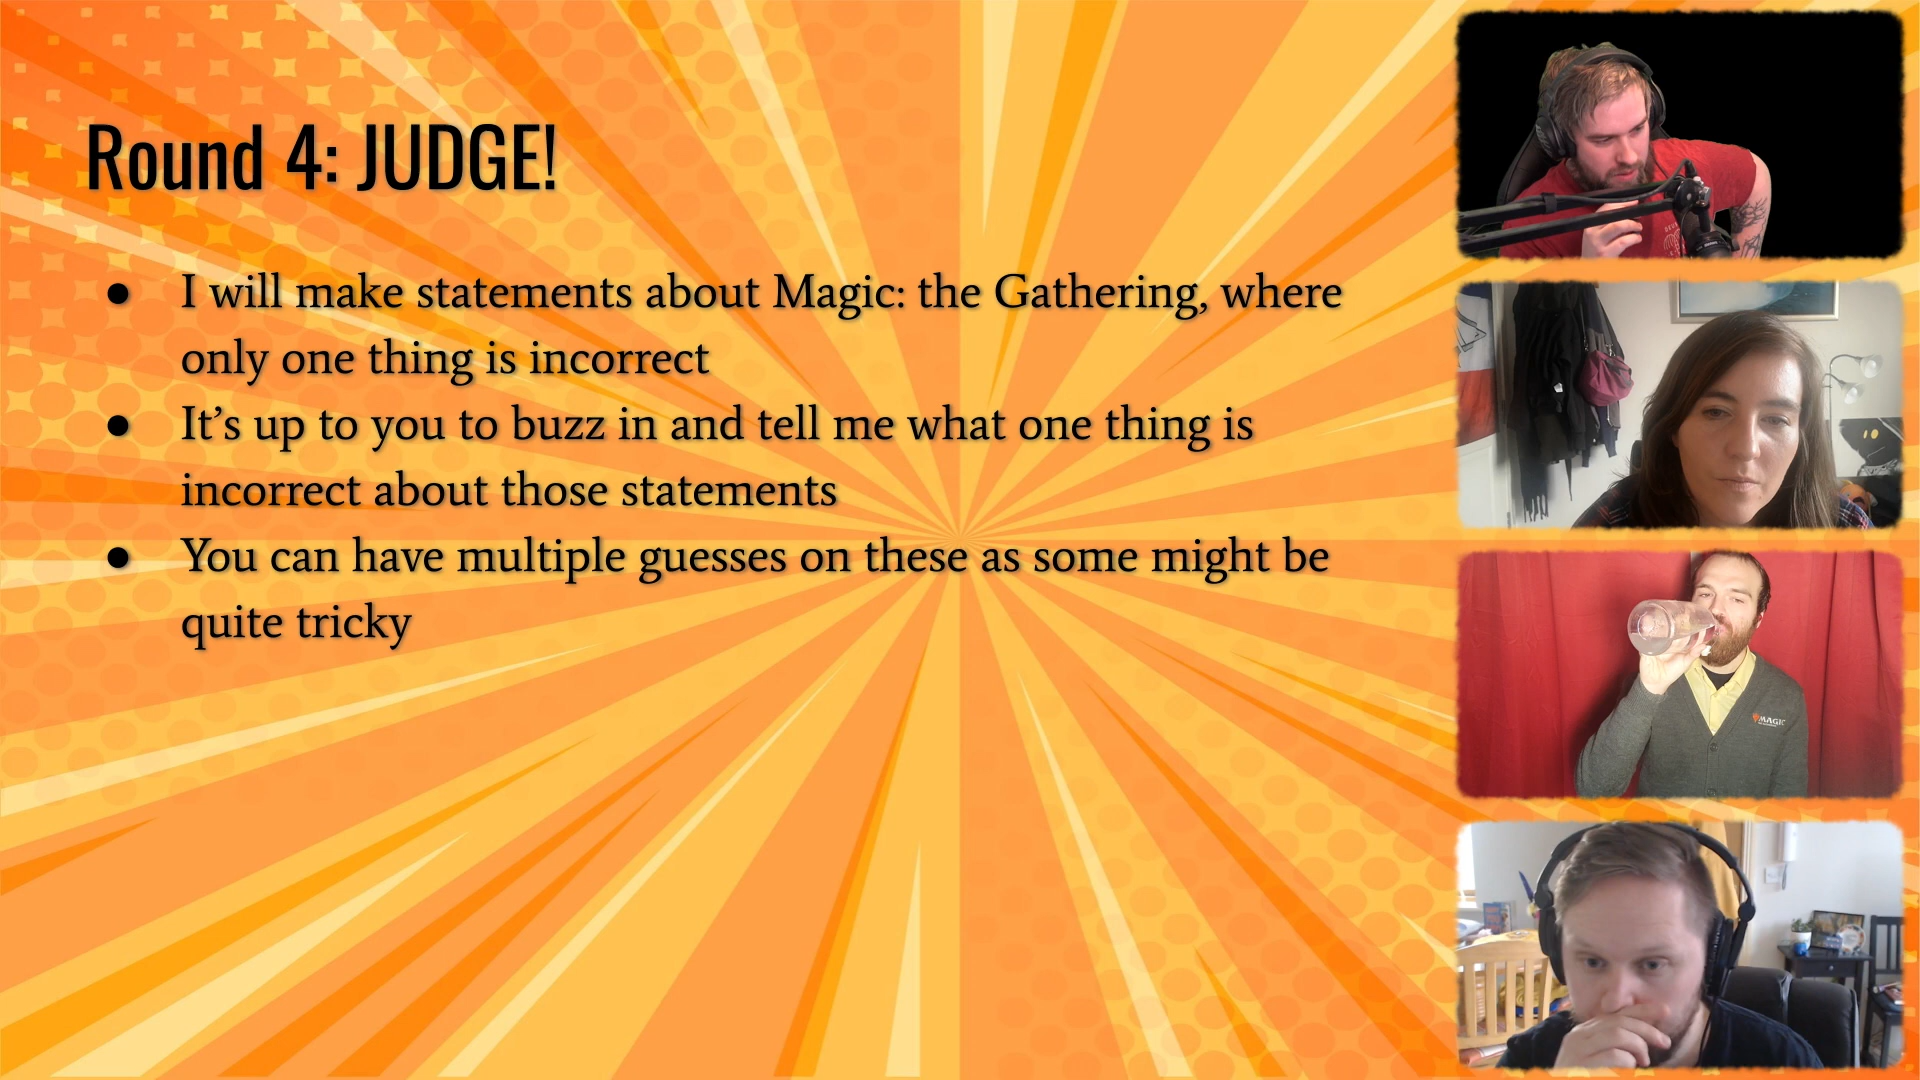 Round 4: JUDGE!
● I will make statements about Magic: the Gathering, where
only one thing is incorrect
● It’s up to you to buzz in and tell me what one thing is
incorrect about those statements
● You can have multiple guesses on these as some might be
quite tricky
MAGIC